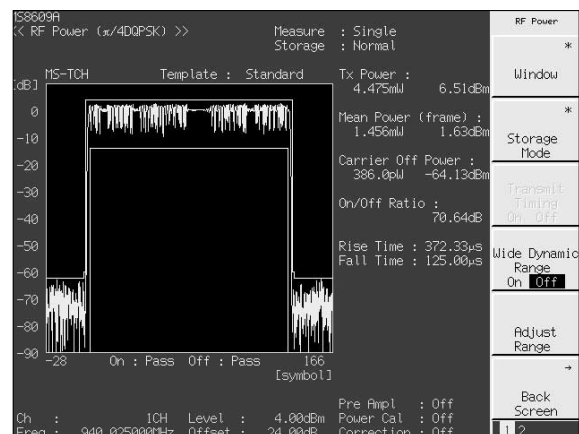 MS8609A
<< RF Power (π/4DQPSK) >>
Measure : Single
Storage : Normal
MS-TCH Template : Standard
[dB]
0
-10
-20
-30
-40
-50
-60
-70
-80
-90
-28 On : Pass Off : Pass 166
[symbol]
Tx Power :
4.475mW 6.51dBm
Mean Power (frame) :
1.456mW 1.63dBm
Carrier Off Power :
386.0pW -64.13dBm
On/Off Ratio :
70.64dB
Rise Time : 372.33µs
Fall Time : 125.00µs
Pre Ampl : Off
Ch : 1CH Level : 4.00dBm Power Cal : Off
Freq : 940.025000MHz Offset : 24.00dB Correction : Off
RF Power
*
Window
*
Storage
Mode
Transmit
Timing
On Off
Wide Dynamic
Range
On Off
Adjust
Range
→
Back
Screen
1 2